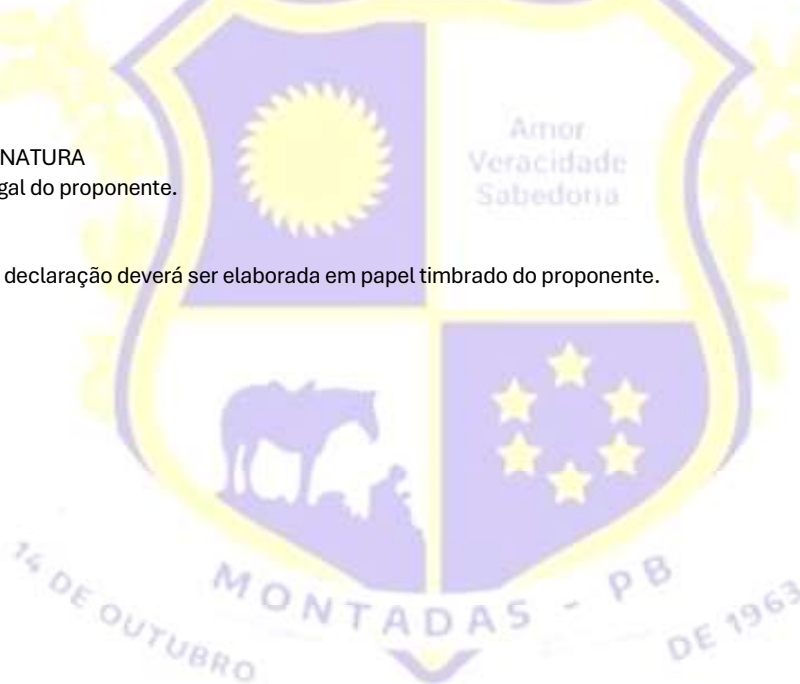 NATURA
gal do proponente.
declaração deverá ser elaborada em papel timbrado do proponente.
Amor
Veracidade
Sabedoria
MONTADAS - PB
14 DE OUTUBRO
DE 1963